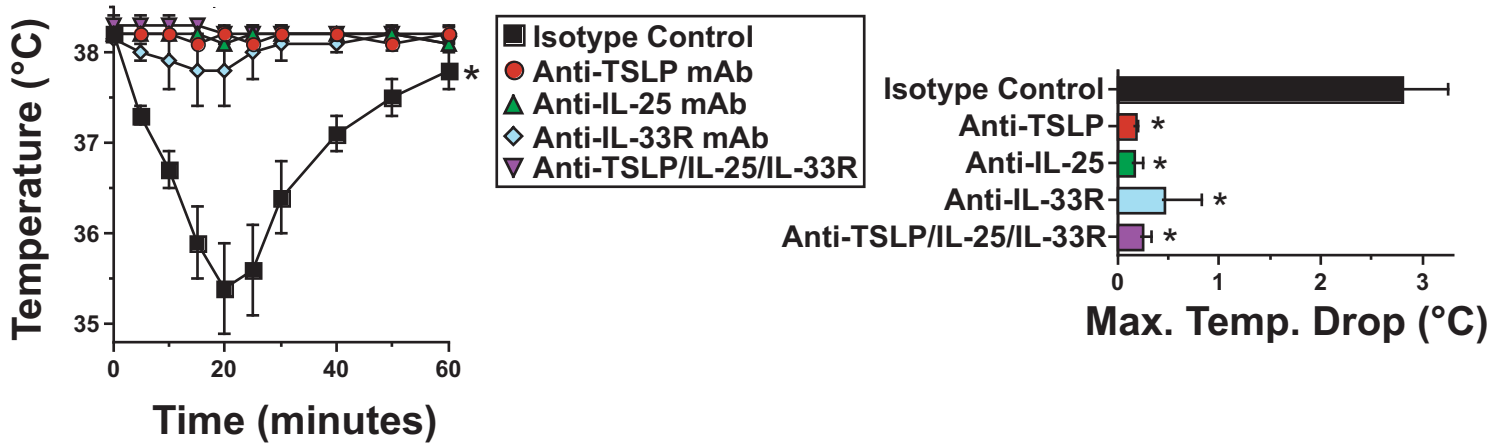 Temperature (°C)
38
37
36
35
0
20
40
60
Time (minutes)
*
Isotype Control
Anti-TSLP mAb
Anti-IL-25 mAb
Anti-IL-33R mAb
Anti-TSLP/IL-25/IL-33R
Isotype Control
Anti-TSLP *
Anti-IL-25 *
Anti-IL-33R *
Anti-TSLP/IL-25/IL-33R *
0 1 2 3
Max. Temp. Drop (°C)